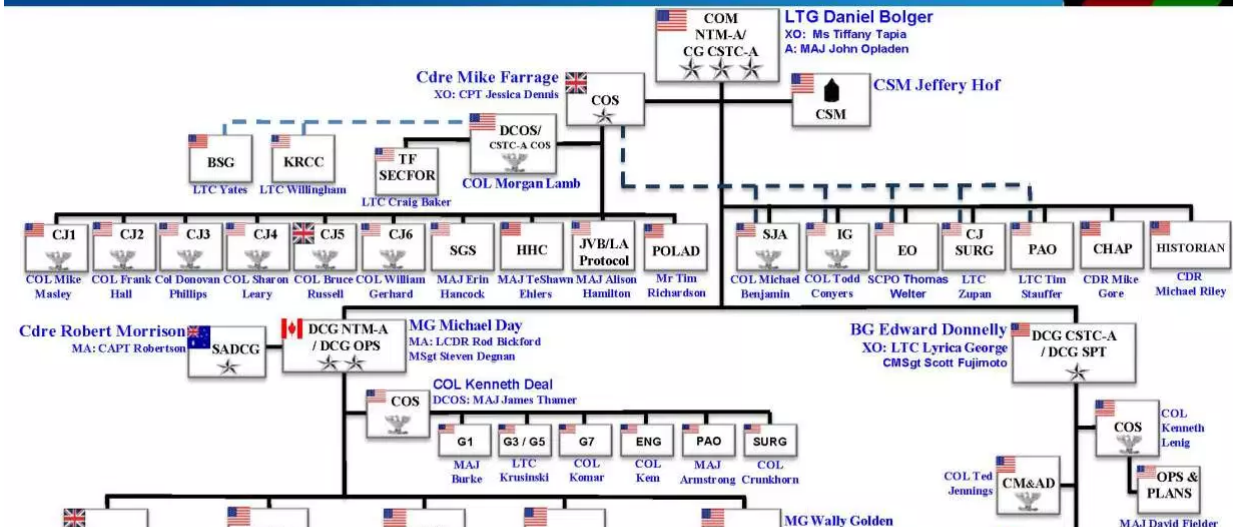 COM
NTM-A/
CG CSTC-A
LTG Daniel Bolger
XO: Ms Tiffany Tapia
A: MAJ John Opladen
Cdre Mike Farrage
XO: CPT Jessica Dennis
COS
CSM
CSM Jeffery Hof
BSG
LTC Yates
KRCC
LTC Willingham
TF
SECFOR
LTC Craig Baker
DCOS/
CSTC-A COS
COL Morgan Lamb
CJ1
COL Mike
Masley
CJ2
COL Frank
Hall
CJ3
Col Donovan
Phillips
CJ4
COL Sharon
Leary
CJ5
COL Bruce
Russell
CJ6
COL William
Gerhard
SGS
MAJ Erin
Hancock
HHC
MAJ TeShawn
Ehlers
JVB/LA
Protocol
MAJ Alison
Hamilton
POLAD
Mr Tim
Richardson
SJA
COL Michael
Benjamin
IG
COL Todd
Conyers
EO
SCPO Thomas
Welter
CJ
SURG
LTC
Zupan
PAO
LTC Tim
Stauffer
CHAP
CDR Mike
Gore
HISTORIAN
CDR
Michael Riley
Cdre Robert Morrison
MA: CAPT Robertson
SADCG
DCG NTM-A
/ DCG OPS
MG Michael Day
MA: LCDR Rod Bickford
MSgt Steven Degnan
BG Edward Donnelly
XO: LTC Lyrica George
CMSgt Scott Fujimoto
DCG CSTC-A
/ DCG SPT
COS
COL Kenneth Deal
DCOS: MAJ James Thamer
G1
MAJ
Burke
G3 / G5
LTC
Krusinski
G7
COL
Komar
ENG
COL
Kem
PAO
MAJ
Armstrong
SURG
COL
Crunkhorn
COS
COL
Kenneth
Lenig
COL Ted
Jennings
CM&AD
OPS &
PLANS
MAJ David Fielder
MG Wally Golden